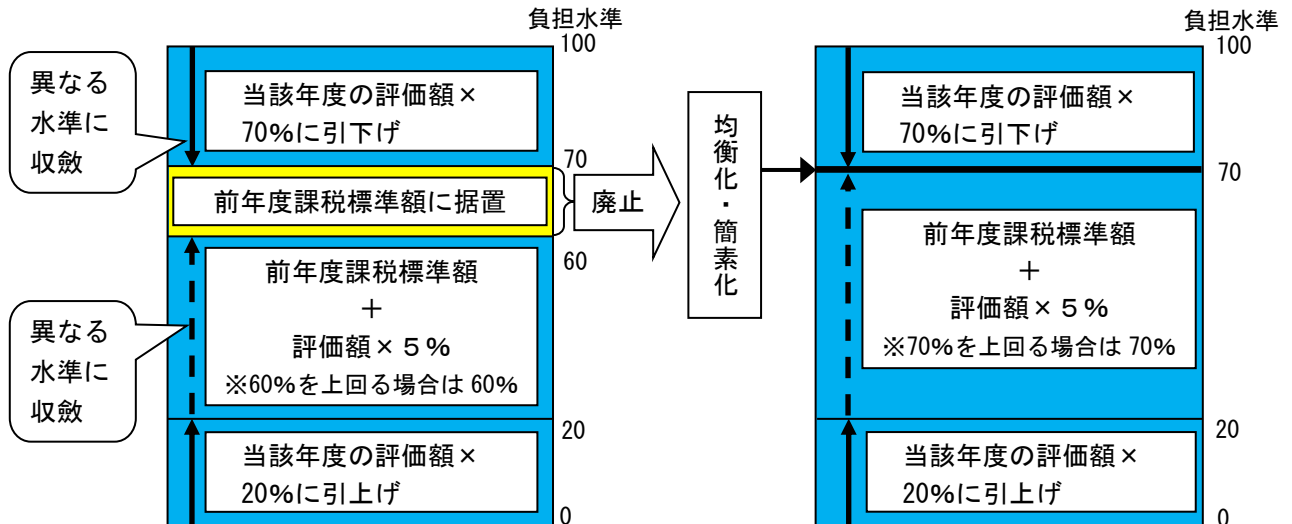 負担水準
100
異なる
水準に
収斂
当該年度の評価額×
70%に引下げ
70
前年度課税標準額に据置
廃止
60
前年度課税標準額
＋
評価額×５％
※60%を上回る場合は 60%
異なる
水準に
収斂
20
当該年度の評価額×
20%に引上げ
0
均衡化・簡素化
負担水準
100
当該年度の評価額×
70%に引下げ
70
前年度課税標準額
＋
評価額×５％
※70%を上回る場合は 70%
20
当該年度の評価額×
20%に引上げ
0